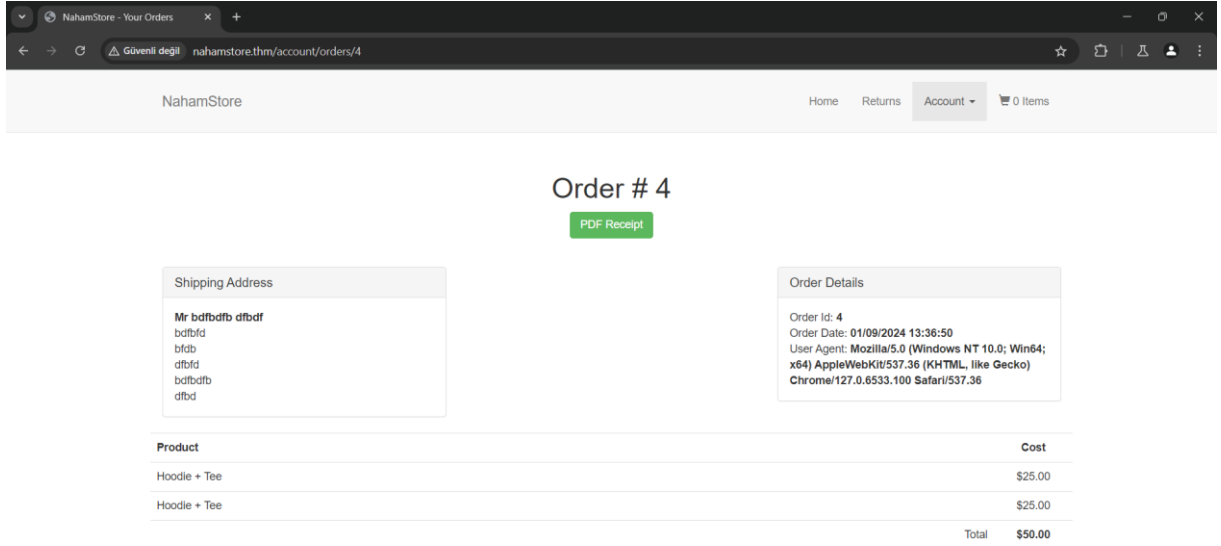 NahamStore - Your Orders
Güvenli değil nahamstore.thm/account/orders/4
NahamStore Home Returns Account 0 Items
Order # 4
PDF Receipt
Shipping Address
Mr bdfbdfb dfbdf
bdfbfd
bfdb
dfbfd
bdfbdfb
dfbd
Order Details
Order Id: 4
Order Date: 01/09/2024 13:36:50
User Agent: Mozilla/5.0 (Windows NT 10.0; Win64;
x64) AppleWebKit/537.36 (KHTML, like Gecko)
Chrome/127.0.6533.100 Safari/537.36
Product Cost
Hoodie + Tee $25.00
Hoodie + Tee $25.00
Total $50.00